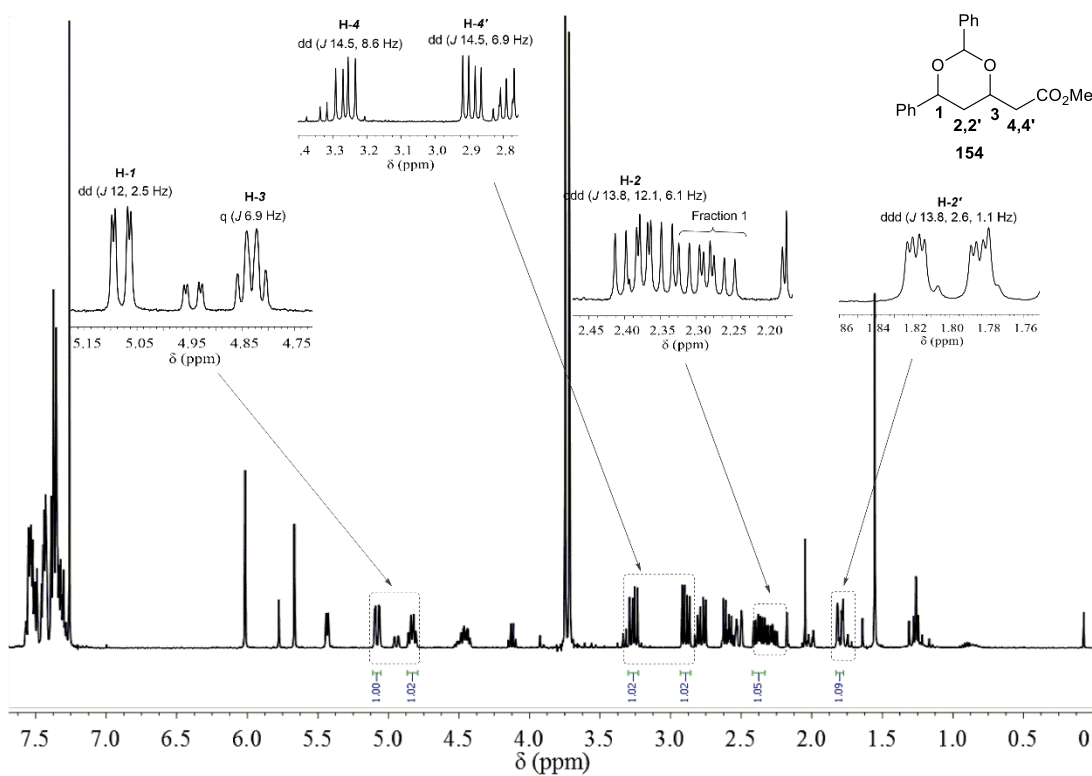 H-4
dd (J 14.5, 8.6 Hz)
H-4'
dd (J 14.5, 6.9 Hz)
.4 3.3 3.2 3.1 3.0 2.9 2.8
δ (ppm)
Ph
O O
Ph 1 3 CO₂Me
2,2' 4,4'
154
H-1
dd (J 12, 2.5 Hz)
H-3
q (J 6.9 Hz)
5.15 5.05 4.95 4.85 4.75
δ (ppm)
H-2
ddd (J 13.8, 12.1, 6.1 Hz)
Fraction 1
2.45 2.40 2.35 2.30 2.25 2.20
δ (ppm)
H-2'
ddd (J 13.8, 2.6, 1.1 Hz)
86 1.84 1.82 1.80 1.78 1.76
δ (ppm)
1.00 1.02 1.02 1.02 1.05 1.09
7.5 7.0 6.5 6.0 5.5 5.0 4.5 4.0 3.5 3.0 2.5 2.0 1.5 1.0 0.5 0
δ (ppm)